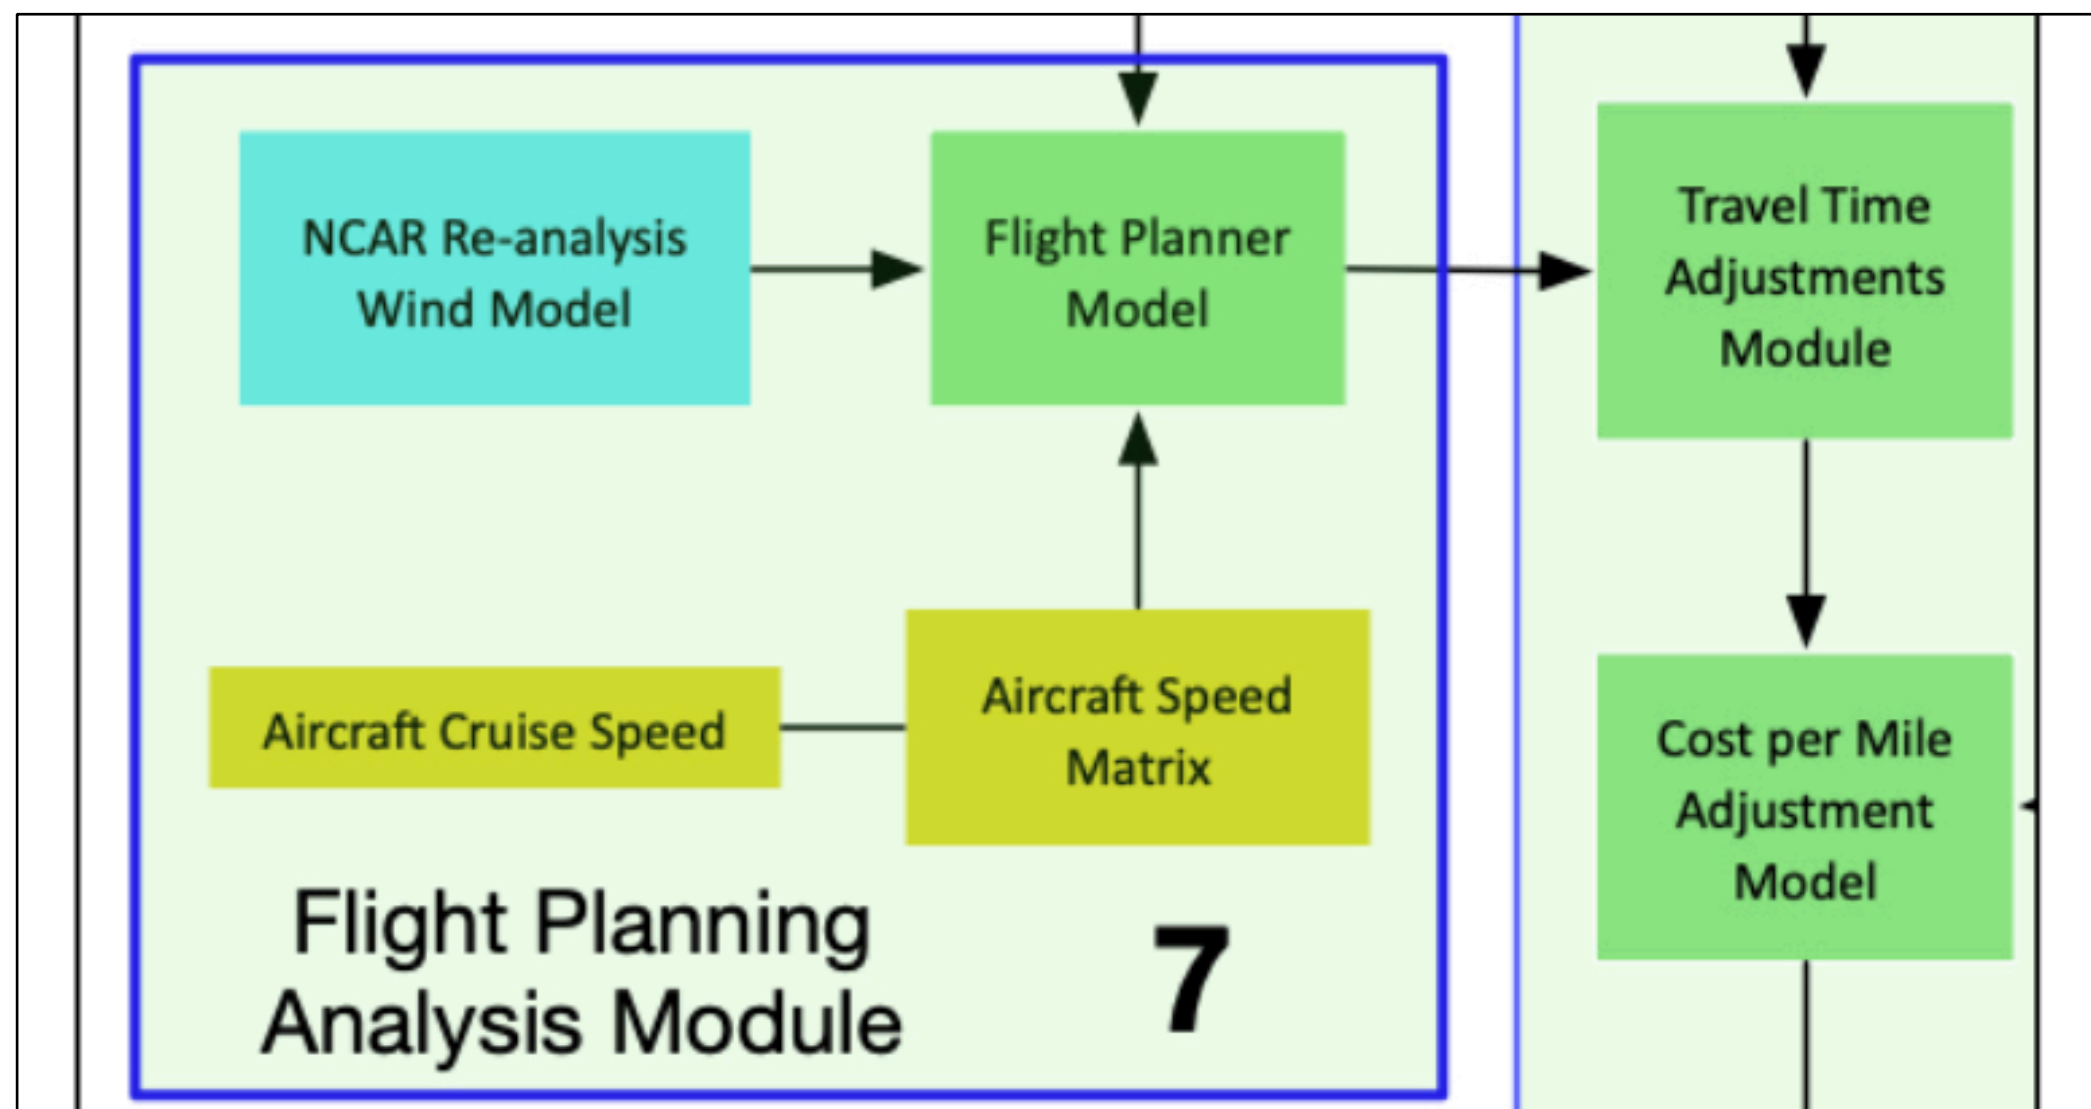 NCAR Re-analysis
Wind Model
Flight Planner
Model
Travel Time
Adjustments
Module
Aircraft Cruise Speed
Aircraft Speed
Matrix
Cost per Mile
Adjustment
Model
Flight Planning
Analysis Module
7